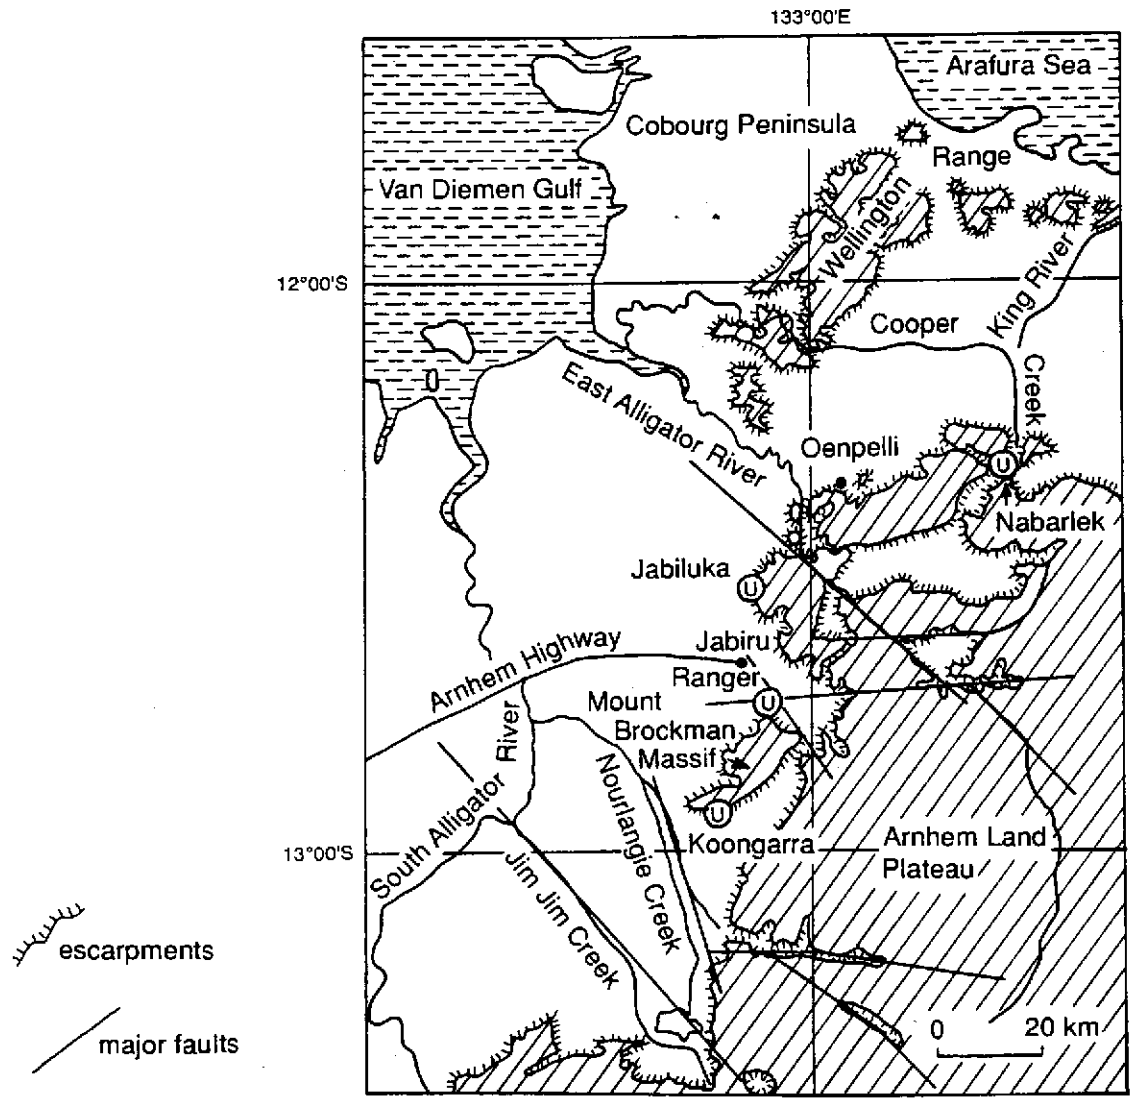 133°00'E
Arafura Sea
Cobourg Peninsula
Range
Van Diemen Gulf
Wellington
King River
12°00'S
Cooper
Creek
East Alligator River
Oenpelli
U
Nabarlek
Jabiluka
U
Jabiru
Arnhem Highway
Ranger
U
Mount
Brockman
Massif
River
South Alligator
Nourlangie Creek
U
Koongarra
Arnhem Land
Plateau
13°00'S
Jim Jim Creek
escarpments
major faults
0 20 km